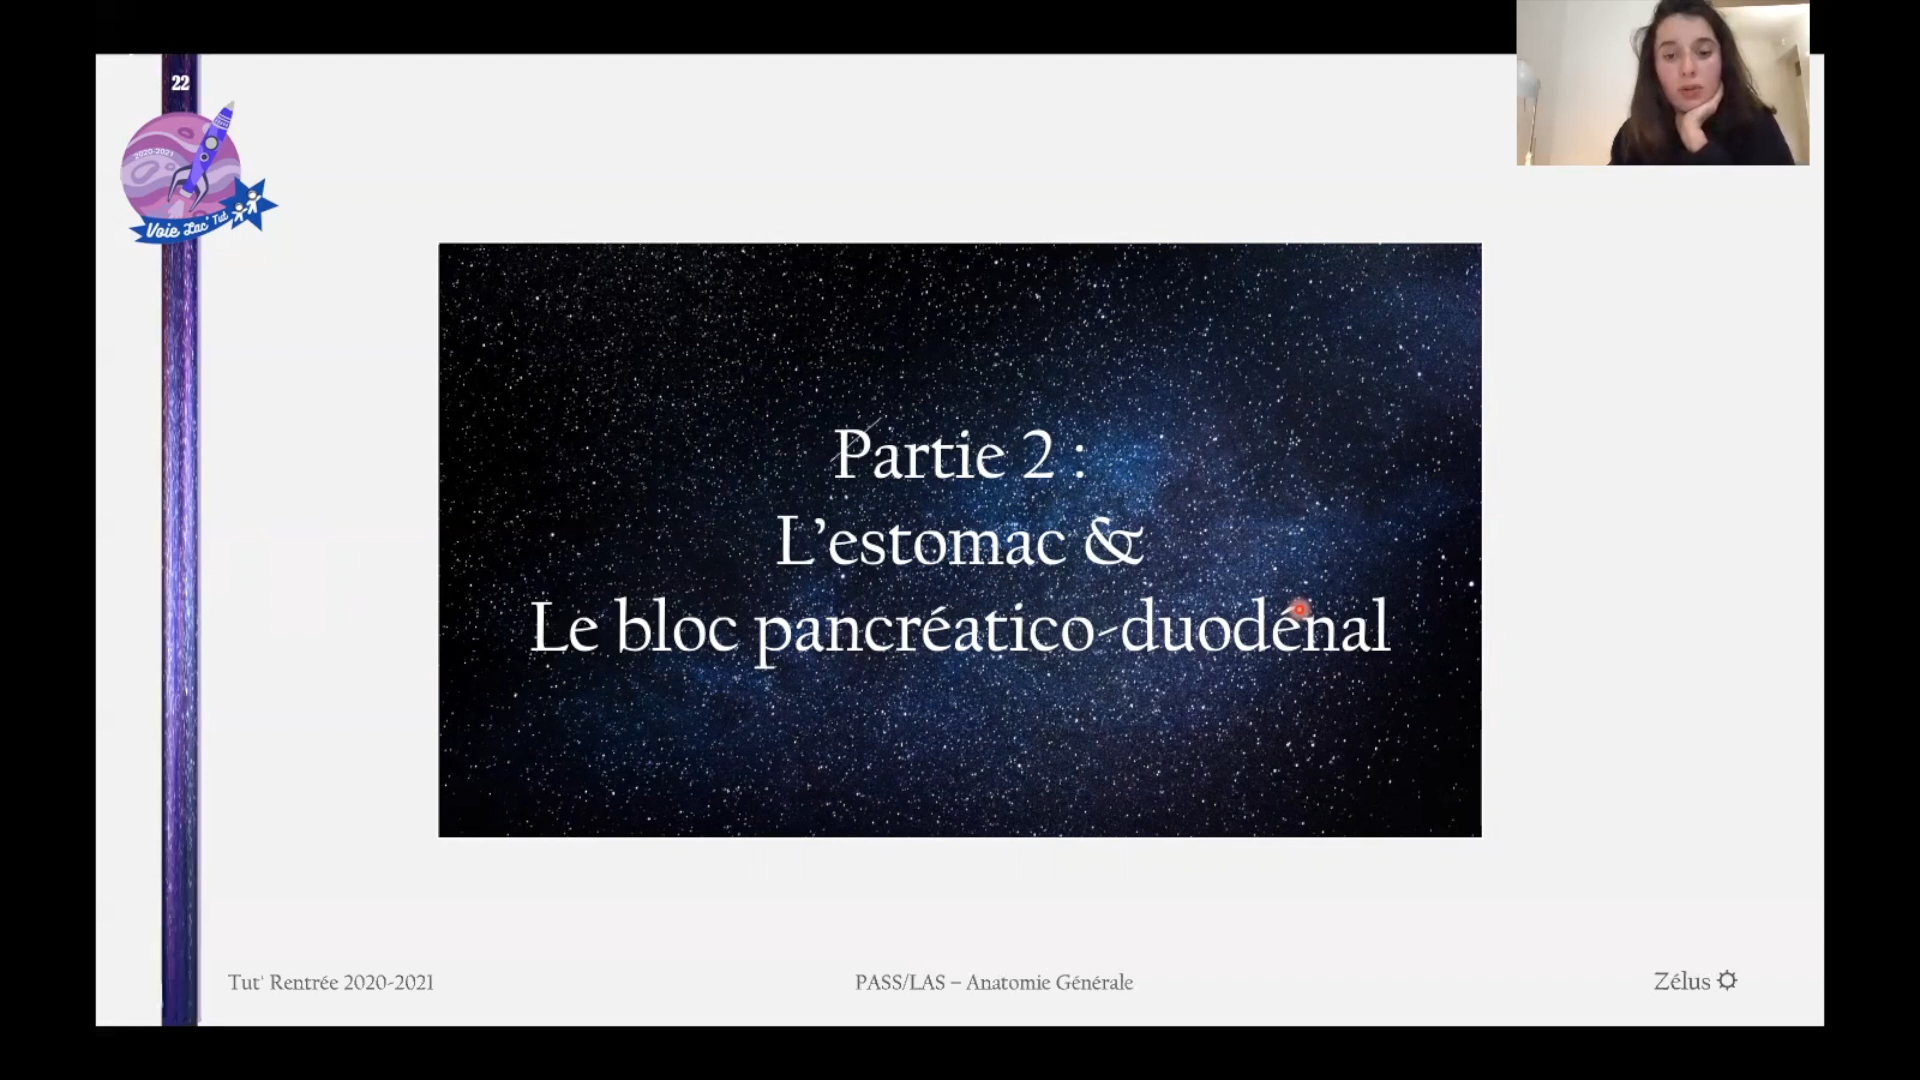 22
2020-2021
Voie Lac' Tut
Partie 2 :
L'estomac &
Le bloc pancréatico-duodénal
Tut' Rentrée 2020-2021
PASS/LAS – Anatomie Générale
Zélus